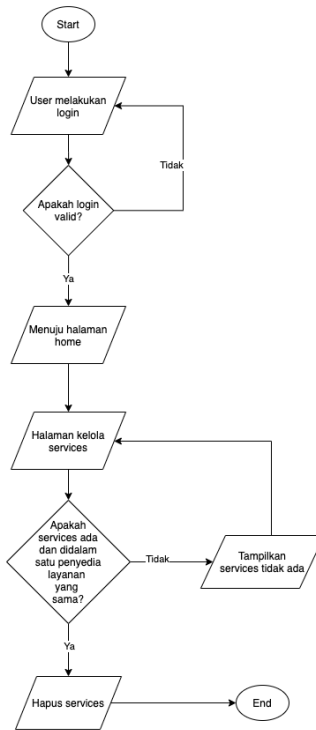 Start
User melakukan
login
Tidak
Apakah login
valid?
Ya
Menuju halaman
home
Halaman kelola
services
Apakah
services ada
dan didalam
satu penyedia
layanan
yang
sama?
Tidak
Tampilkan
services tidak ada
Ya
Hapus services
End